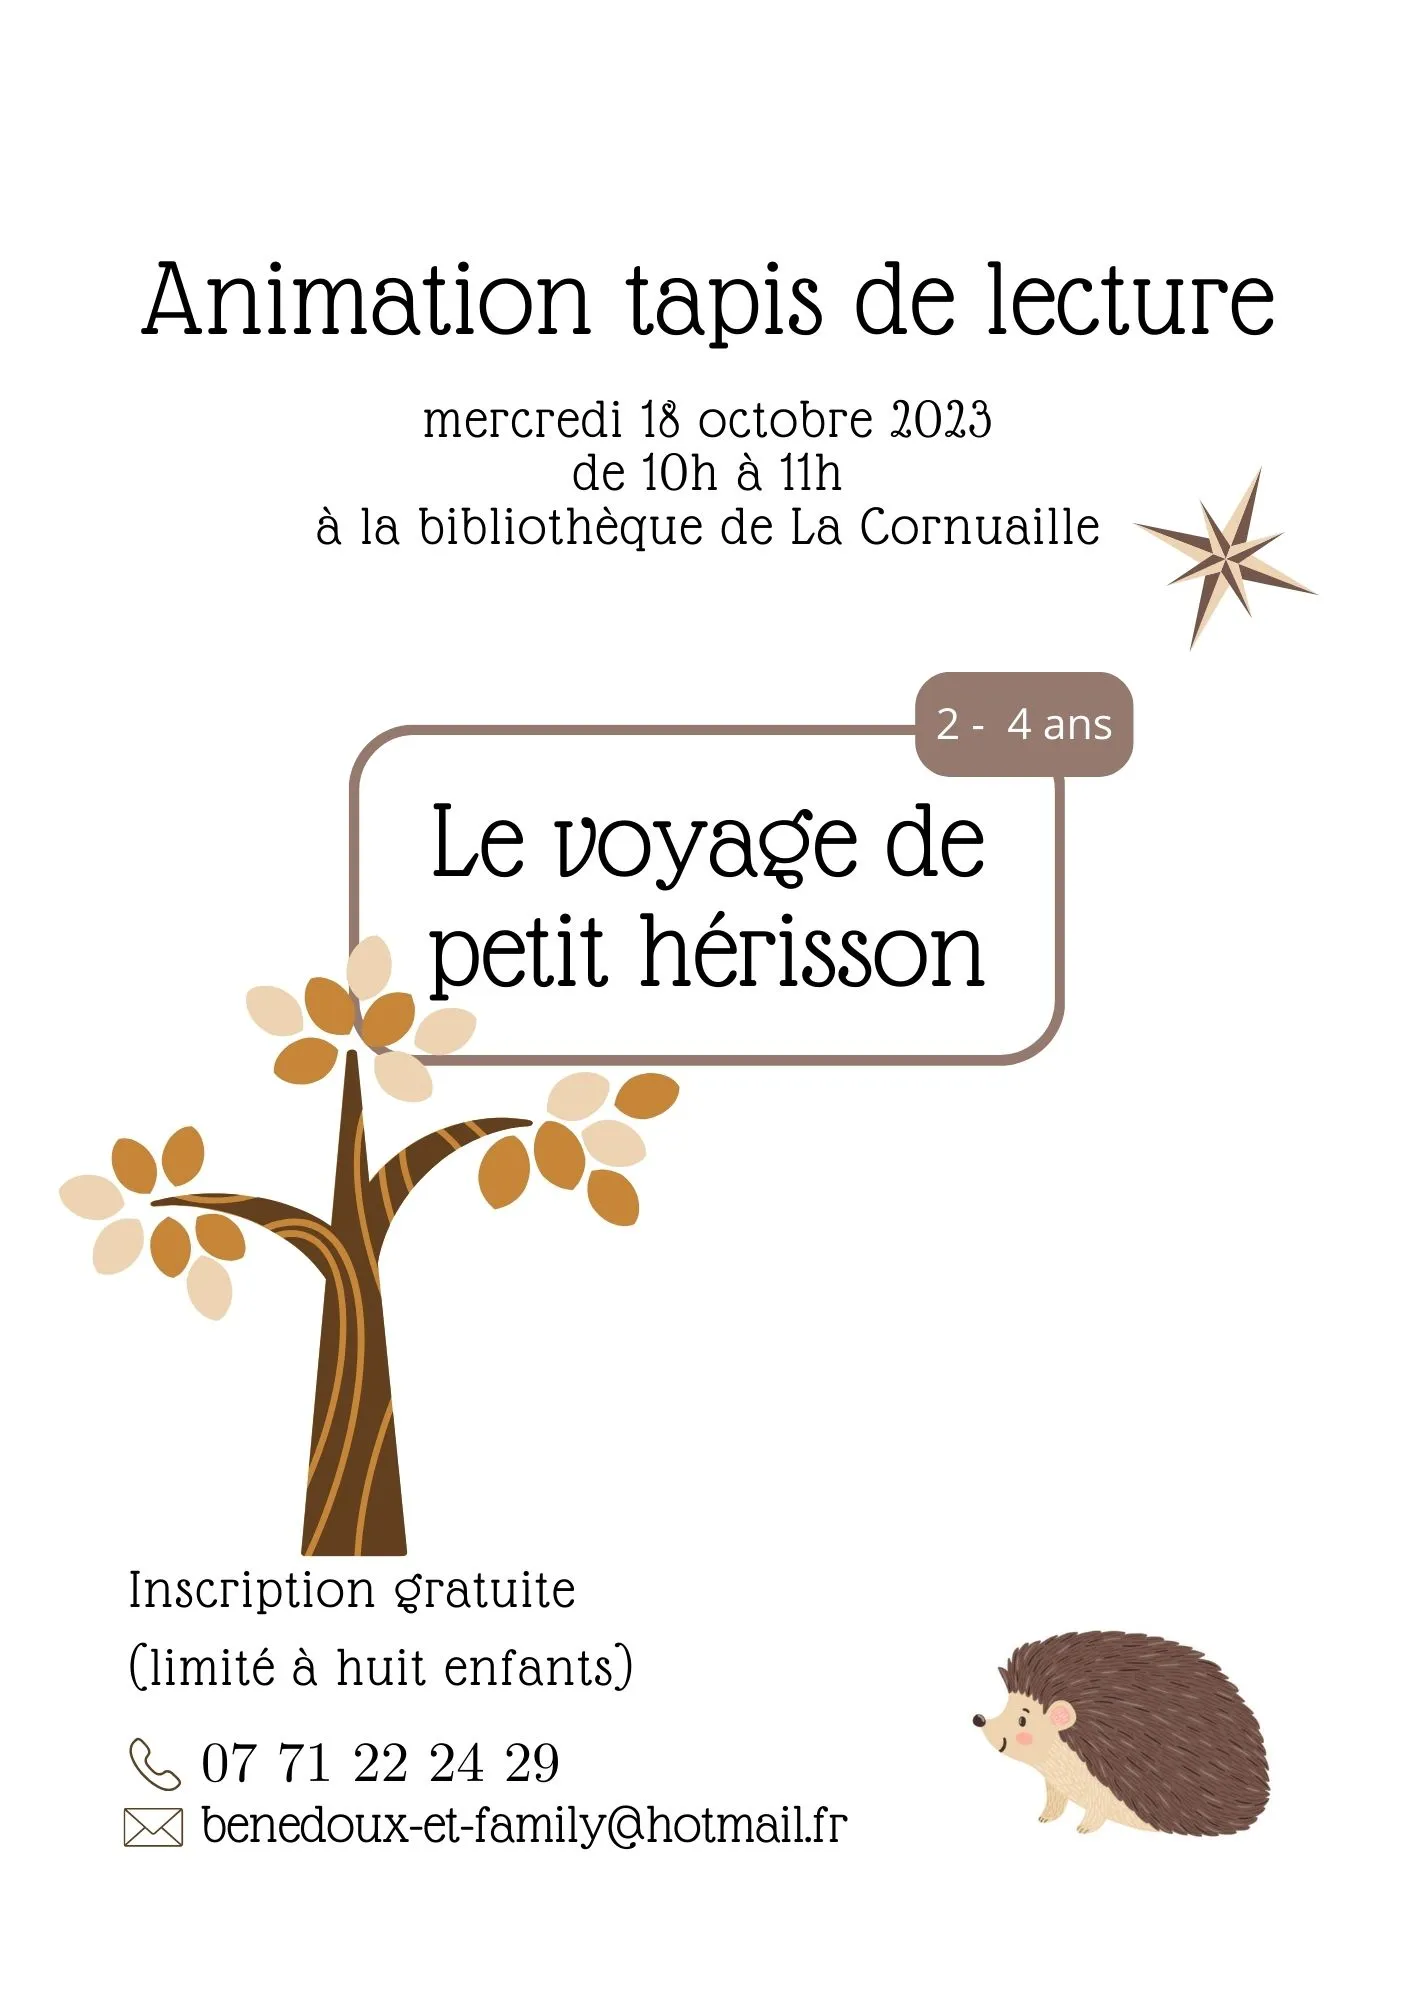 Animation tapis de lecture
mercredi 18 octobre 2023
de 10h à 11h
à la bibliothèque de La Cornuaille
2 - 4 ans
Le voyage de
petit hérisson
Inscription gratuite
(limité à huit enfants)
07 71 22 24 29
benedoux-et-family@hotmail.fr